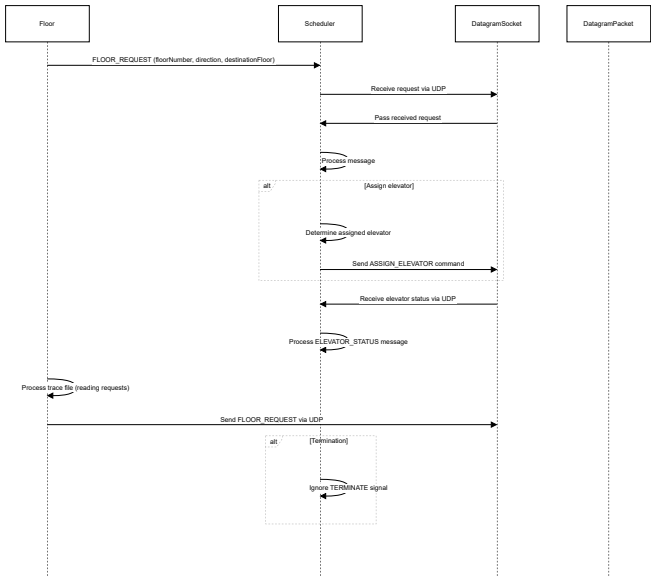 Floor
Scheduler
DatagramSocket
DatagramPacket
FLOOR_REQUEST (floorNumber, direction, destinationFloor)
Receive request via UDP
Pass received request
Process message
alt
[Assign elevator]
Determine assigned elevator
Send ASSIGN_ELEVATOR command
Receive elevator status via UDP
Process ELEVATOR_STATUS message
Process trace file (reading requests)
Send FLOOR_REQUEST via UDP
alt
[Termination]
Ignore TERMINATE signal